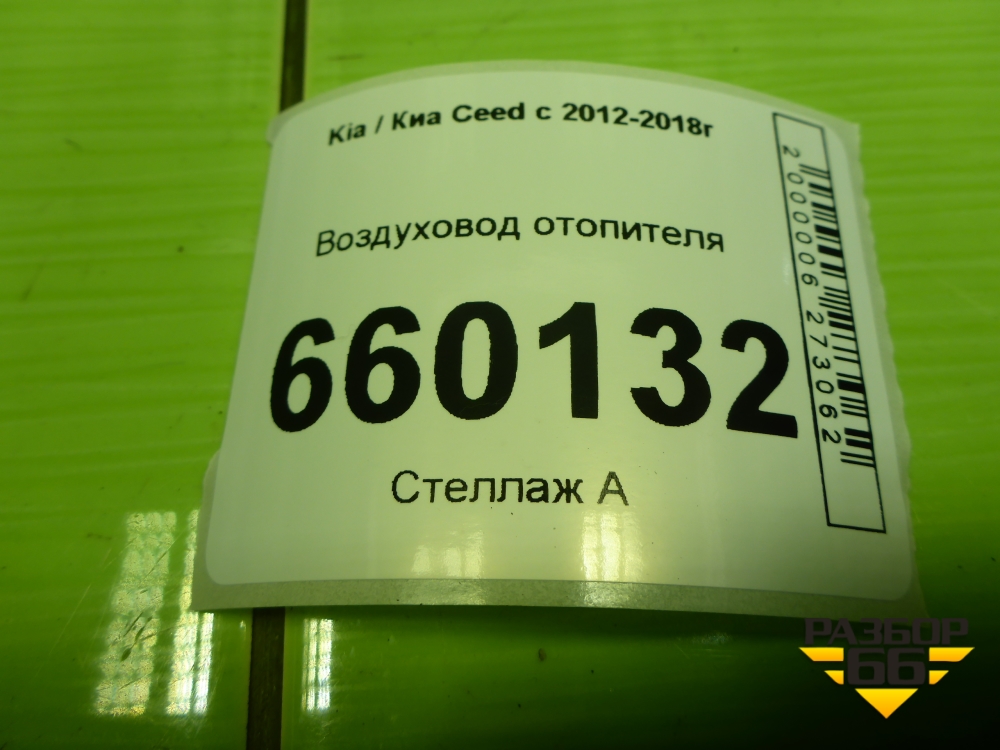 Kia / Киа Ceed с 2012-2018г
Воздуховод отопителя
660132
Стеллаж А
2000006273062
РАЗБОР
66